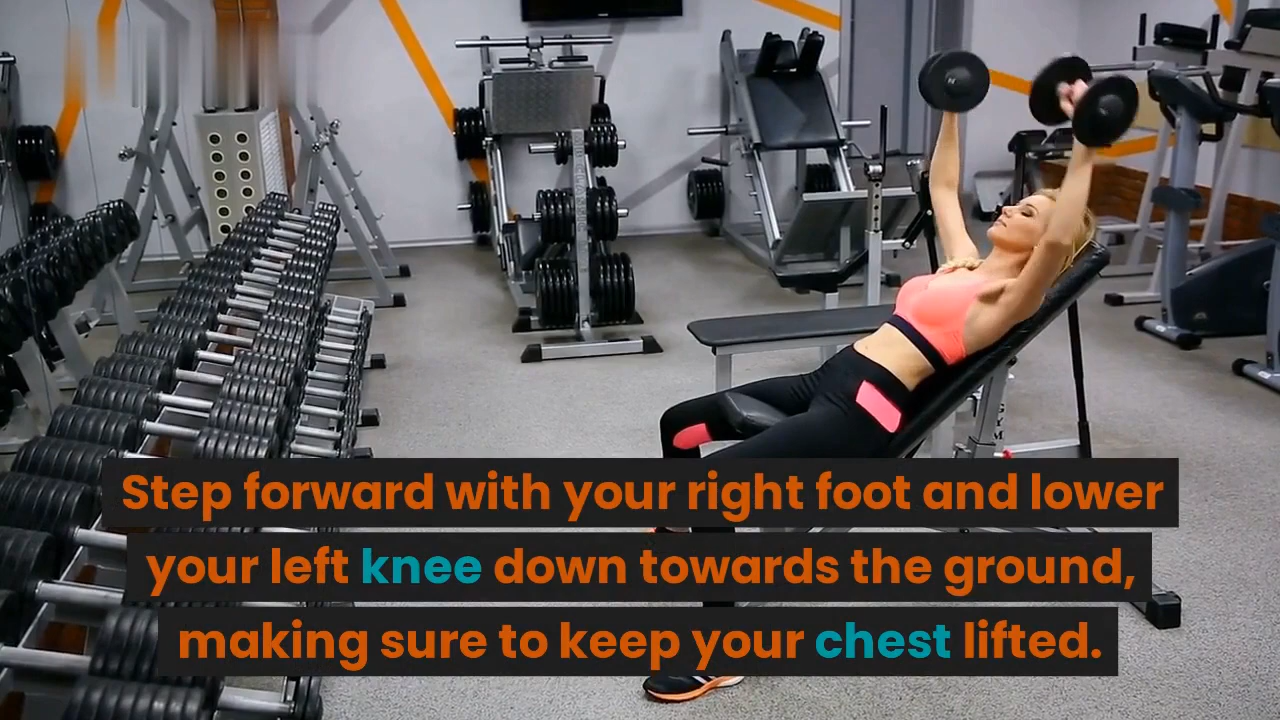 Step forward with your right foot and lower
your left knee down towards the ground,
making sure to keep your chest lifted.